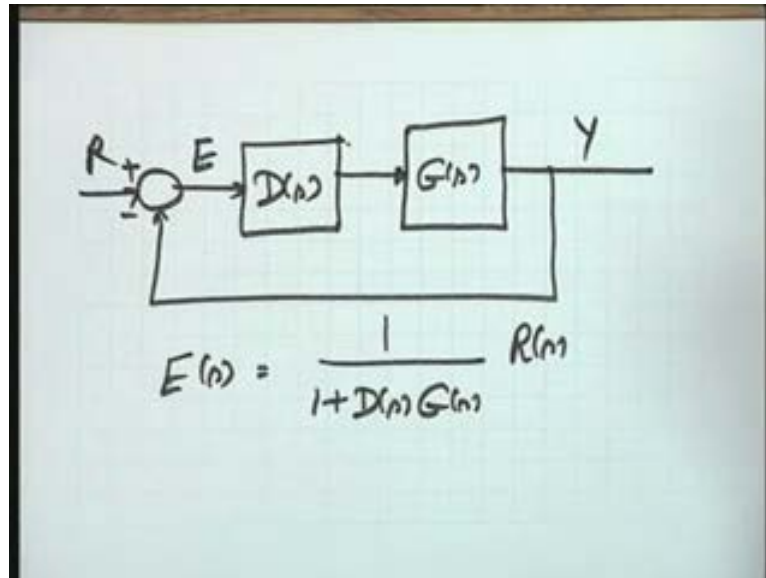 R + E D(s) G(s) Y
-
E(s) = 1 / 1+D(s)G(s) R(s)